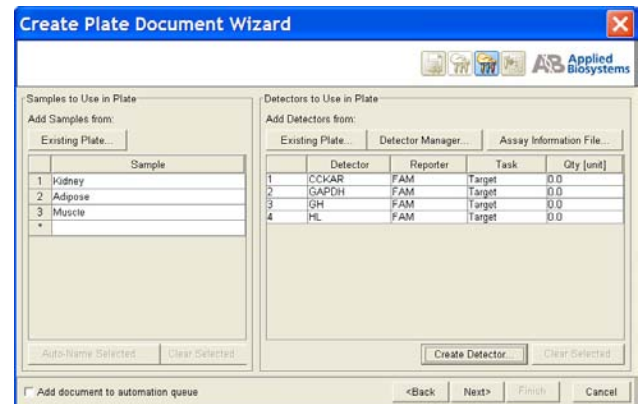 Create Plate Document Wizard
AB Applied
Biosystems
Samples to Use in Plate
Add Samples from:
Existing Plate...
Sample
1 Kidney
2 Adipose
3 Muscle
*
Auto-Name Selected Clear Selected
Detectors to Use in Plate
Add Detectors from:
Existing Plate... Detector Manager... Assay Information File...
Detector Reporter Task Qty [unit]
1 CCKAR FAM Target 0.0
2 GAPDH FAM Target 0.0
3 GH FAM Target 0.0
4 HL FAM Target 0.0
Create Detector... Clear Selected
Add document to automation queue
<Back Next> Finish Cancel